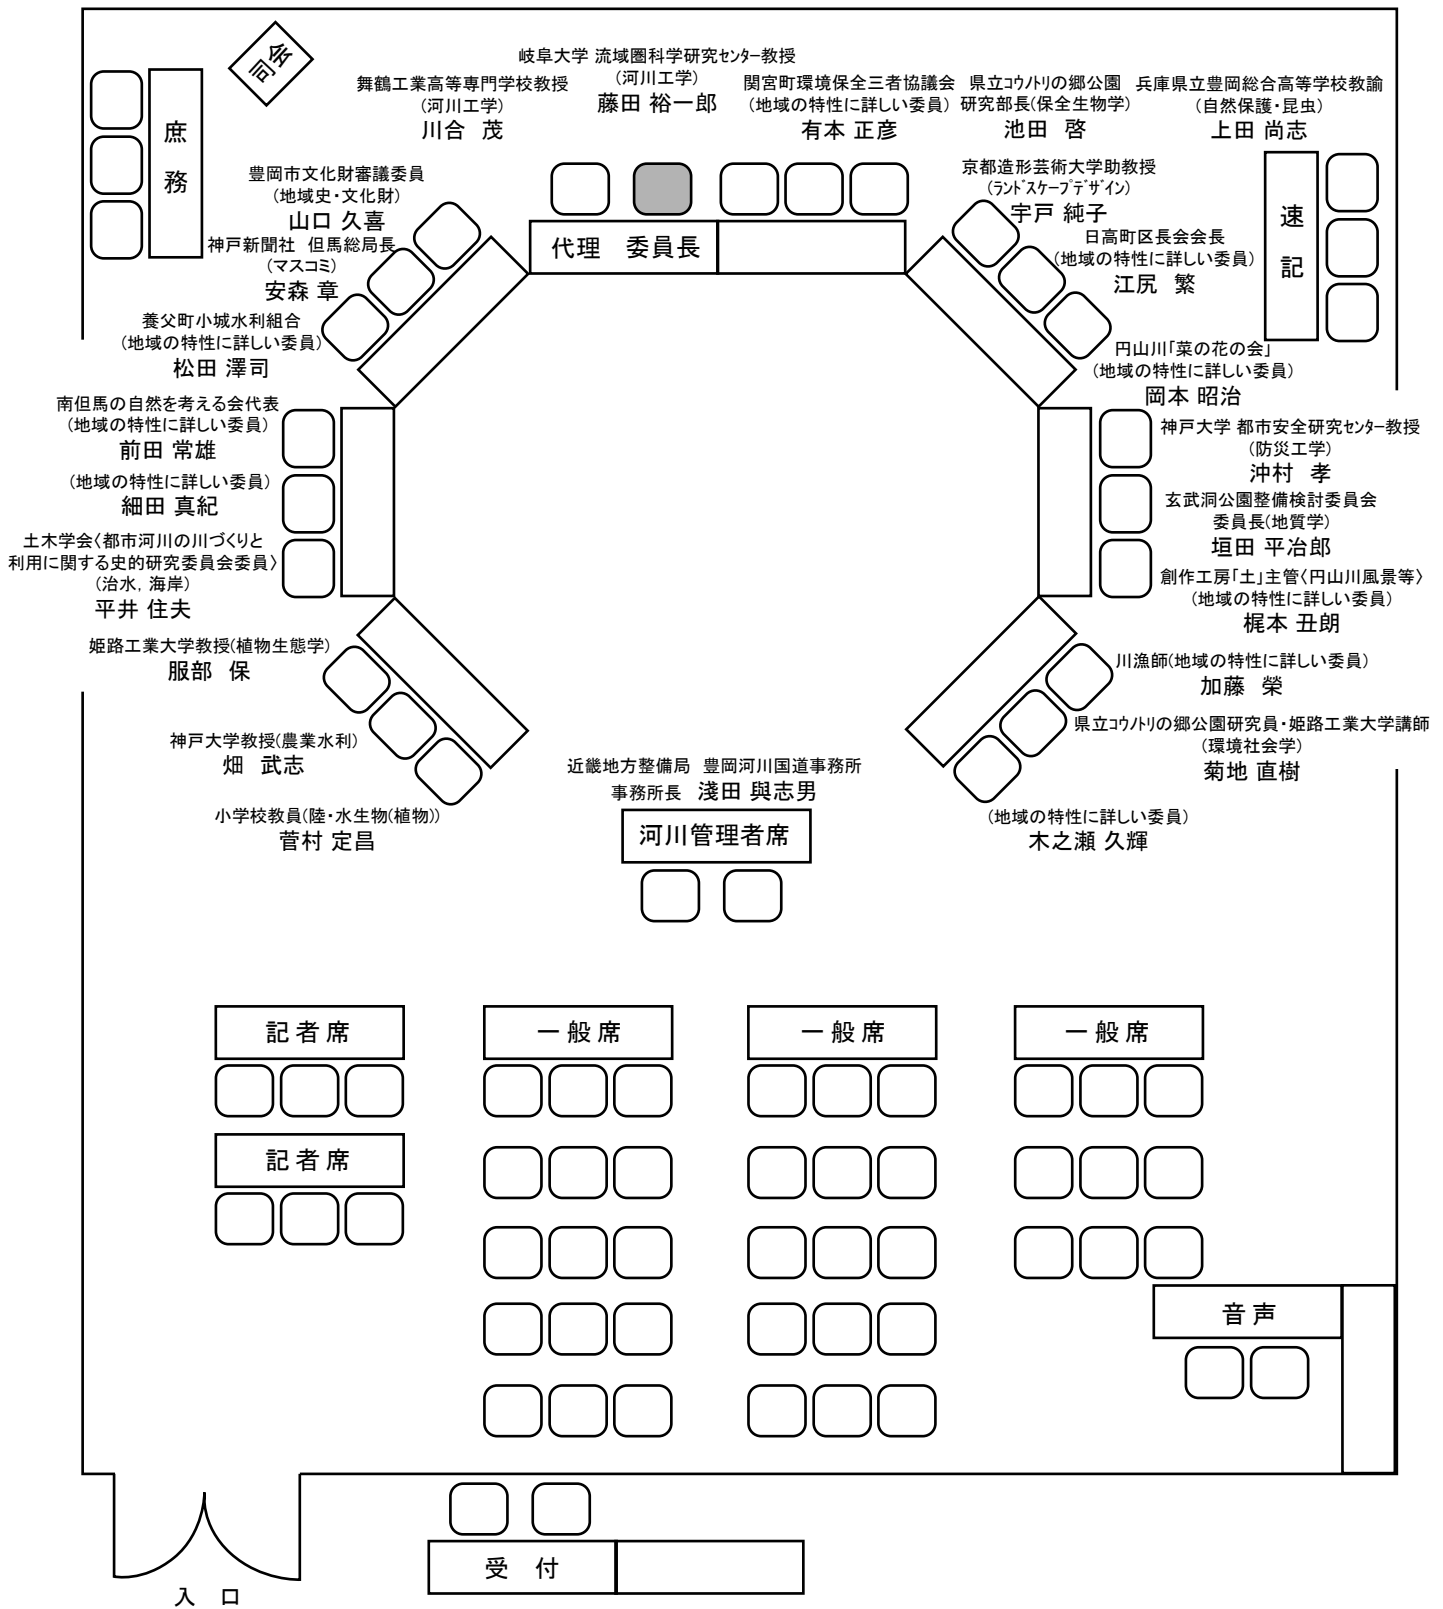 司会
庶務
岐阜大学 流域圏科学研究ｾﾝﾀｰ教授
(河川工学)
藤田 裕一郎
舞鶴工業高等専門学校教授
(河川工学)
川合 茂
関宮町環境保全三者協議会
(地域の特性に詳しい委員)
有本 正彦
県立ｺｳﾉﾄﾘの郷公園
研究部長(保全生物学)
池田 啓
兵庫県立豊岡総合高等学校教諭
(自然保護・昆虫)
上田 尚志
速記
豊岡市文化財審議委員
(地域史・文化財)
山口 久喜
神戸新聞社 但馬総局長
(マスコミ)
安森 章
養父町小城水利組合
(地域の特性に詳しい委員)
松田 澤司
南但馬の自然を考える会代表
(地域の特性に詳しい委員)
前田 常雄
(地域の特性に詳しい委員)
細田 真紀
土木学会〈都市河川の川づくりと
利用に関する史的研究委員会委員〉
(治水, 海岸)
平井 住夫
姫路工業大学教授(植物生態学)
服部 保
神戸大学教授(農業水利)
畑 武志
小学校教員(陸・水生物(植物))
菅村 定昌
代理 委員長
京都造形芸術大学助教授
(ﾗﾝﾄﾞｽｹｰﾌﾟﾃﾞｻﾞｲﾝ)
宇戸 純子
日高町区長会会長
(地域の特性に詳しい委員)
江尻 繁
円山川「菜の花の会」
(地域の特性に詳しい委員)
岡本 昭治
神戸大学 都市安全研究ｾﾝﾀｰ教授
(防災工学)
沖村 孝
玄武洞公園整備検討委員会
委員長(地質学)
垣田 平治郎
創作工房「土」主管〈円山川風景等〉
(地域の特性に詳しい委員)
梶本 丑朗
川漁師(地域の特性に詳しい委員)
加藤 榮
県立ｺｳﾉﾄﾘの郷公園研究員・姫路工業大学講師
(環境社会学)
菊地 直樹
(地域の特性に詳しい委員)
木之瀬 久輝
近畿地方整備局 豊岡河川国道事務所
事務所長 淺田 與志男
河川管理者席
記者席
一般席
一般席
一般席
記者席
音声
受 付
入 口